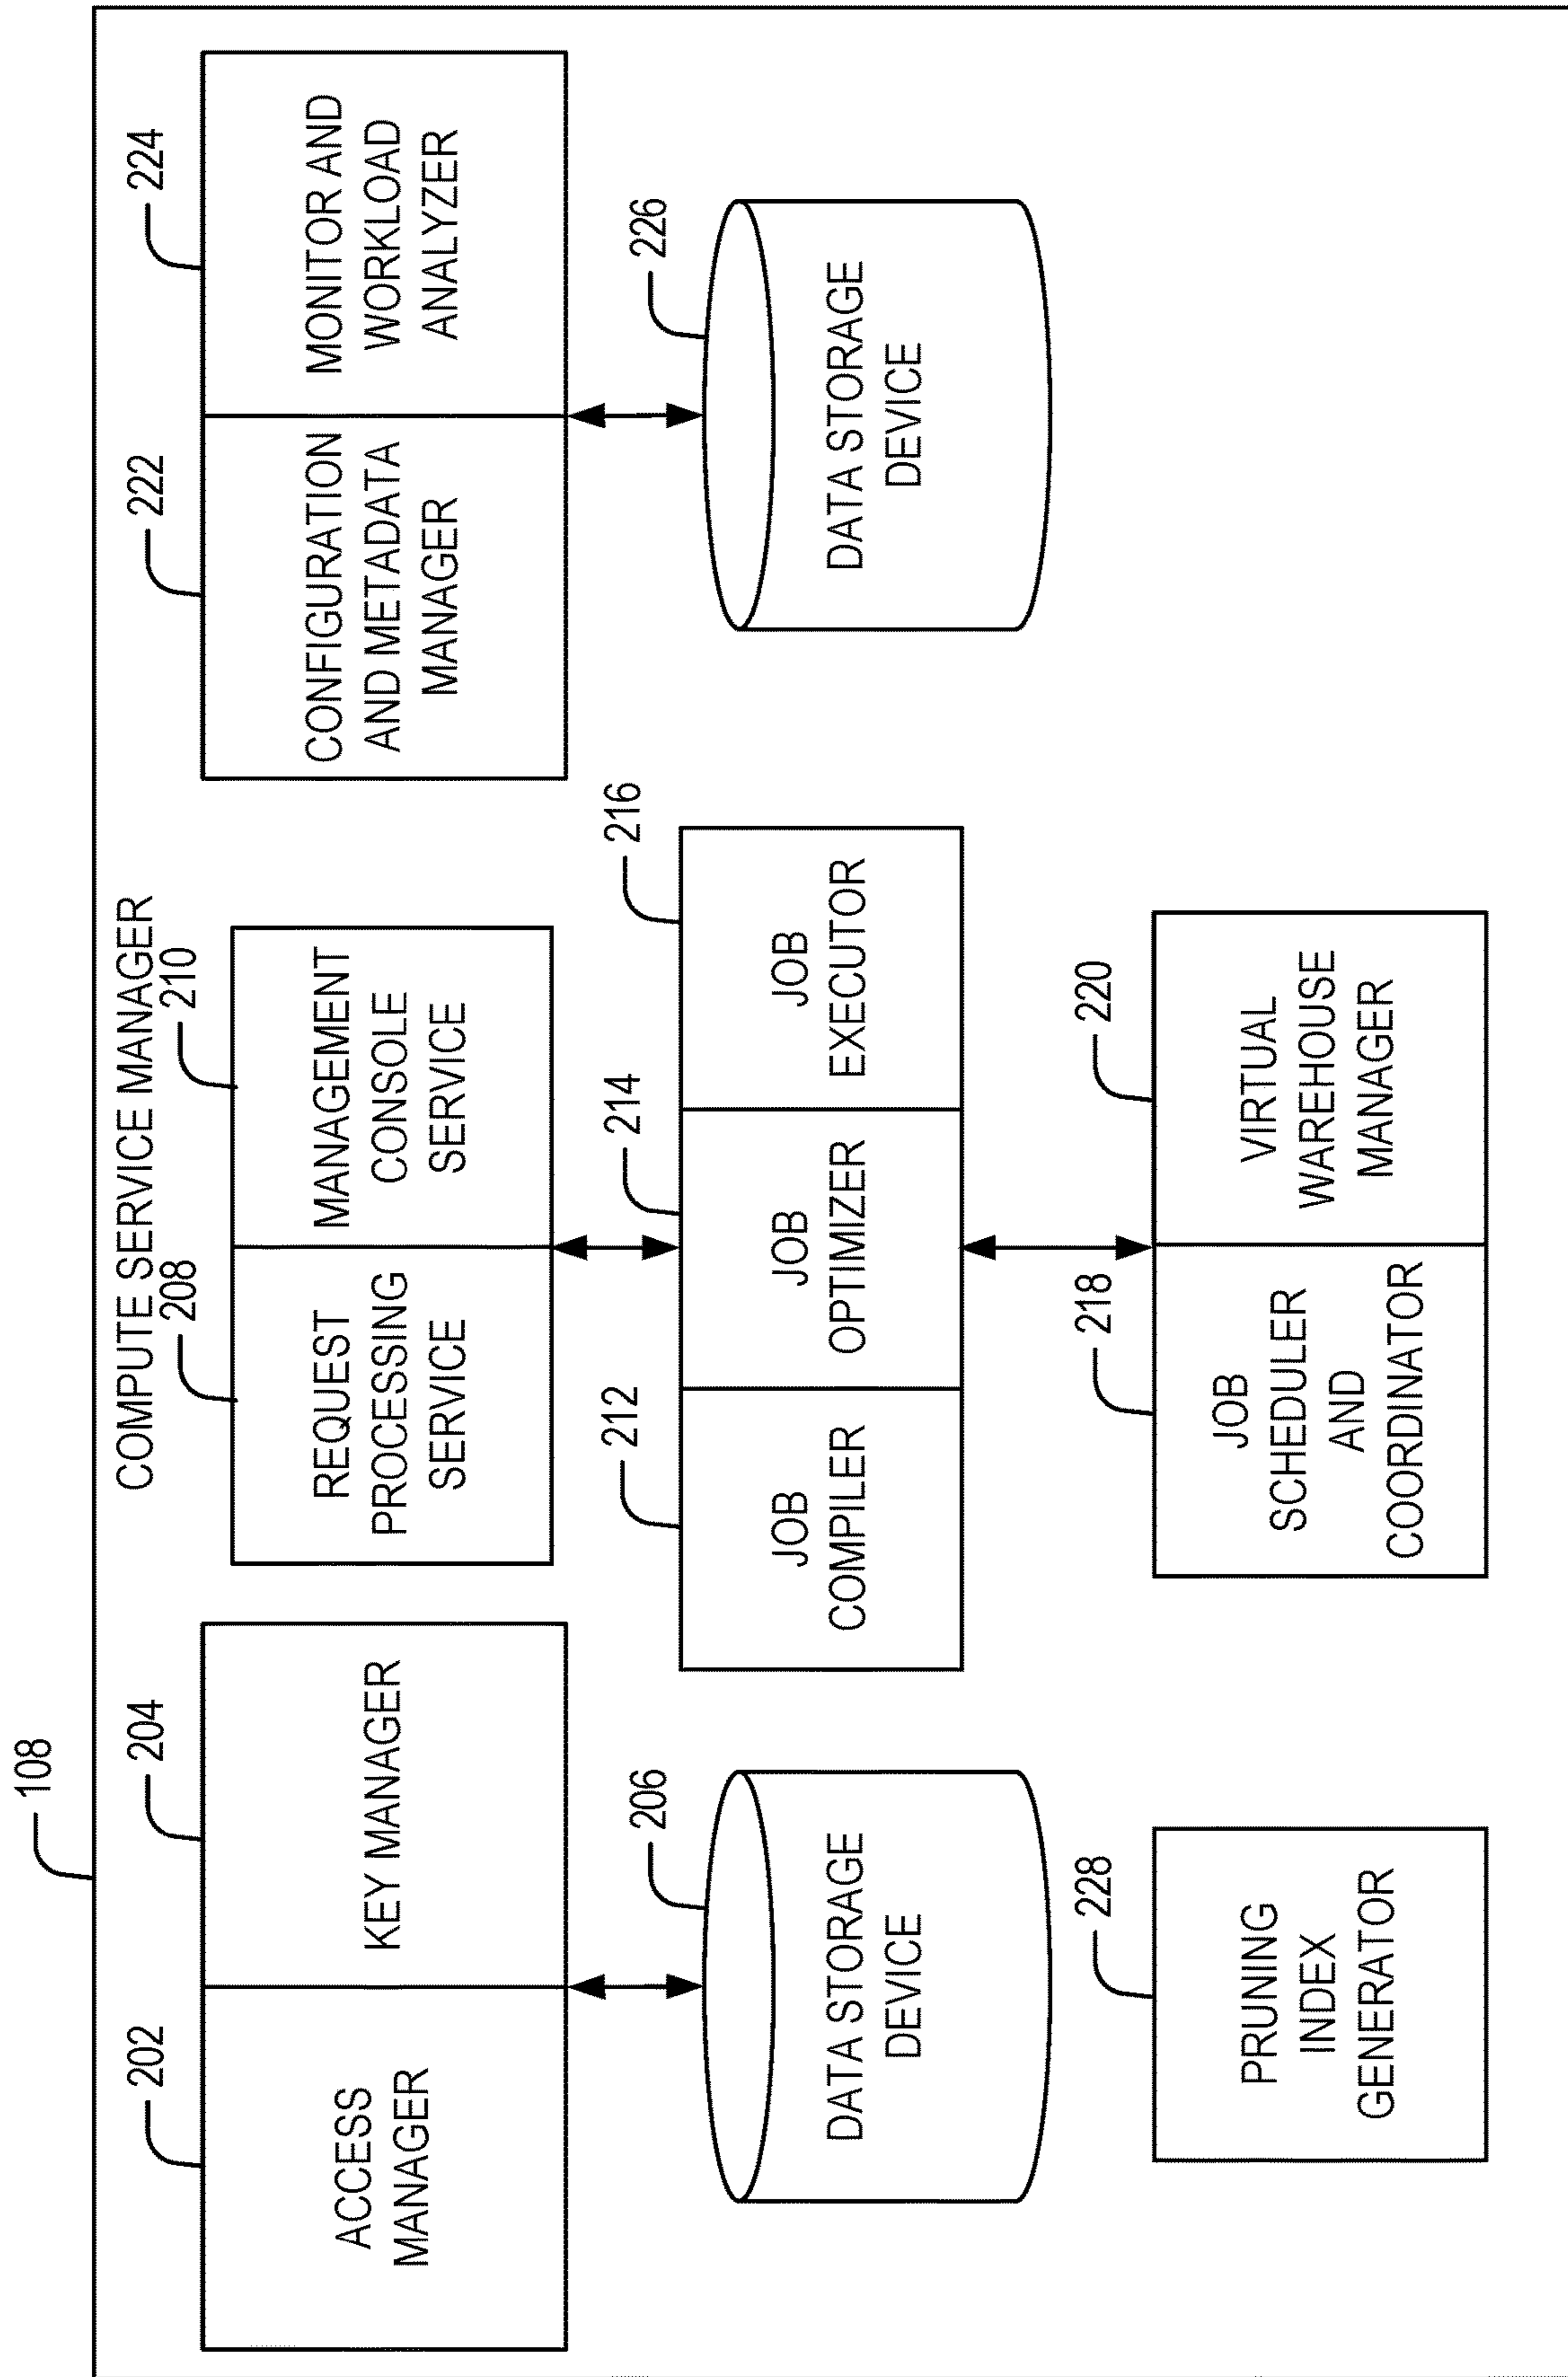 108
COMPUTE SERVICE MANAGER
202
204
ACCESS
MANAGER
KEY MANAGER
206
DATA STORAGE
DEVICE
228
PRUNING
INDEX
GENERATOR
208
210
REQUEST
PROCESSING
SERVICE
MANAGEMENT
CONSOLE
SERVICE
212
214
216
JOB
COMPILER
JOB
OPTIMIZER
JOB
EXECUTOR
218
220
JOB
SCHEDULER
AND
COORDINATOR
VIRTUAL
WAREHOUSE
MANAGER
222
224
CONFIGURATION
AND METADATA
MANAGER
MONITOR AND
WORKLOAD
ANALYZER
226
DATA STORAGE
DEVICE